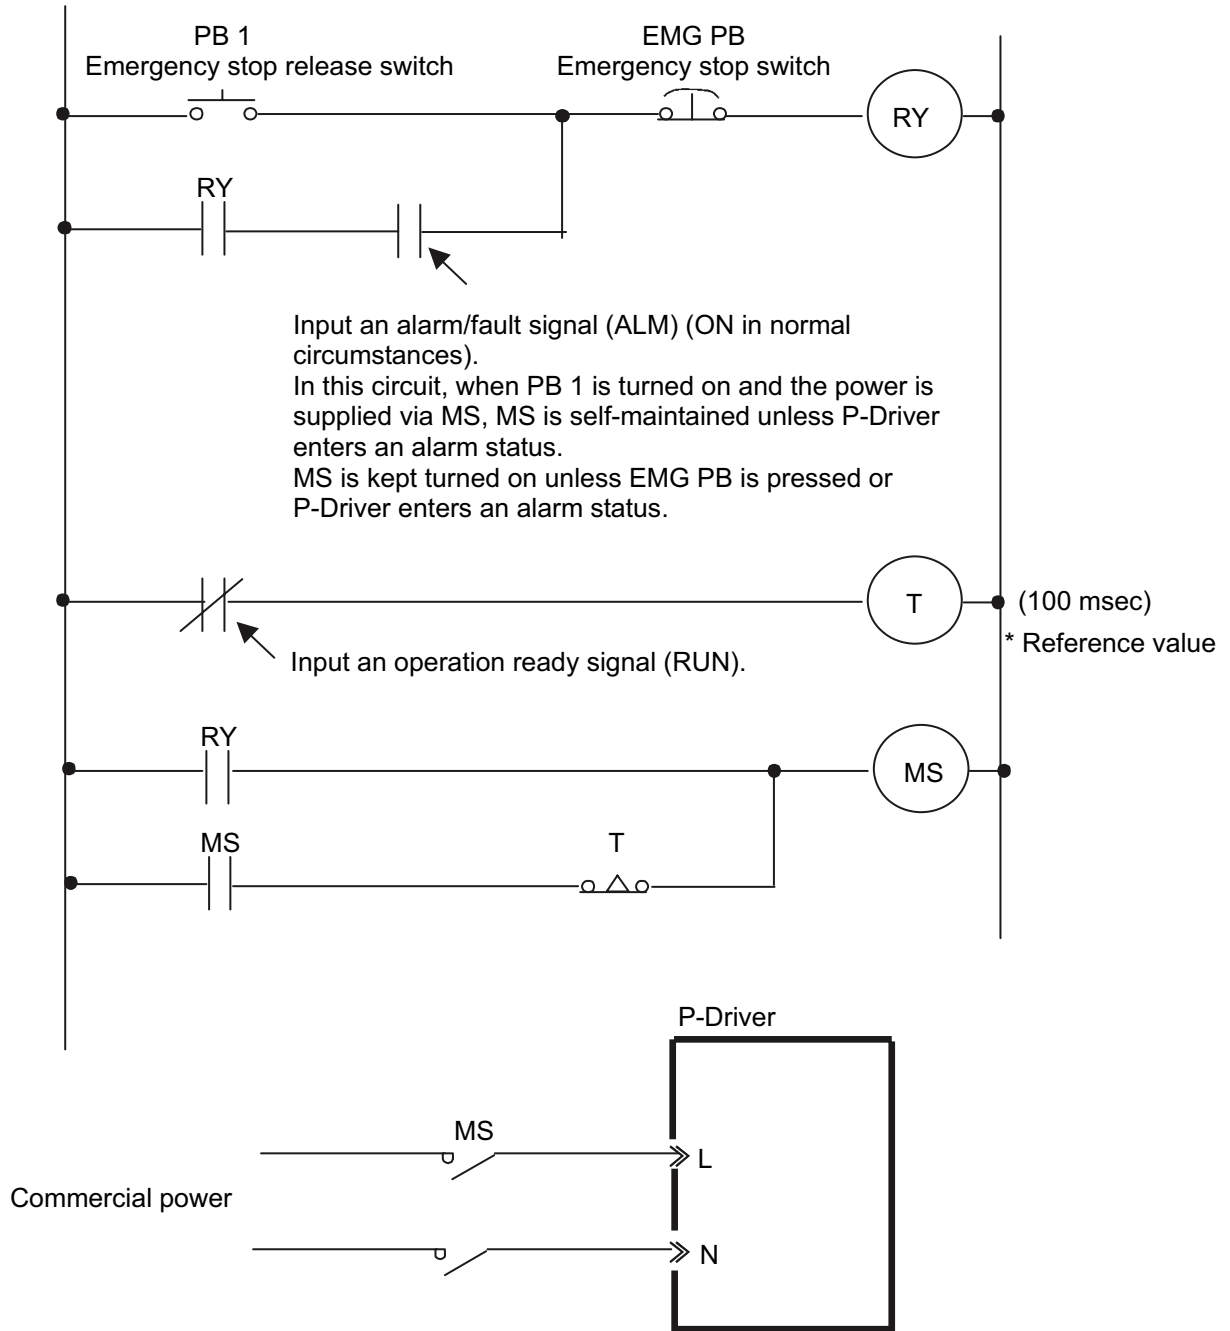 PB 1
Emergency stop release switch
EMG PB
Emergency stop switch
RY
RY
Input an alarm/fault signal (ALM) (ON in normal
circumstances).
In this circuit, when PB 1 is turned on and the power is
supplied via MS, MS is self-maintained unless P-Driver
enters an alarm status.
MS is kept turned on unless EMG PB is pressed or
P-Driver enters an alarm status.
T
(100 msec)
* Reference value
Input an operation ready signal (RUN).
RY
MS
MS
T
P-Driver
MS
L
Commercial power
N